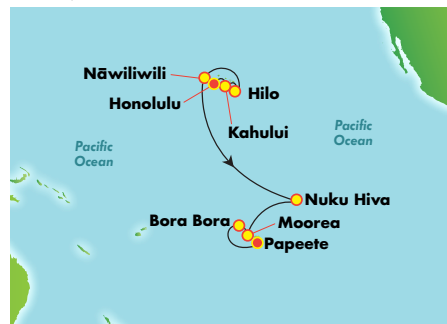 Nāwiliwili
Honolulu
Hilo
Kahului
Pacific
Ocean
Pacific
Ocean
Nuku Hiva
Bora Bora
Moorea
Papeete